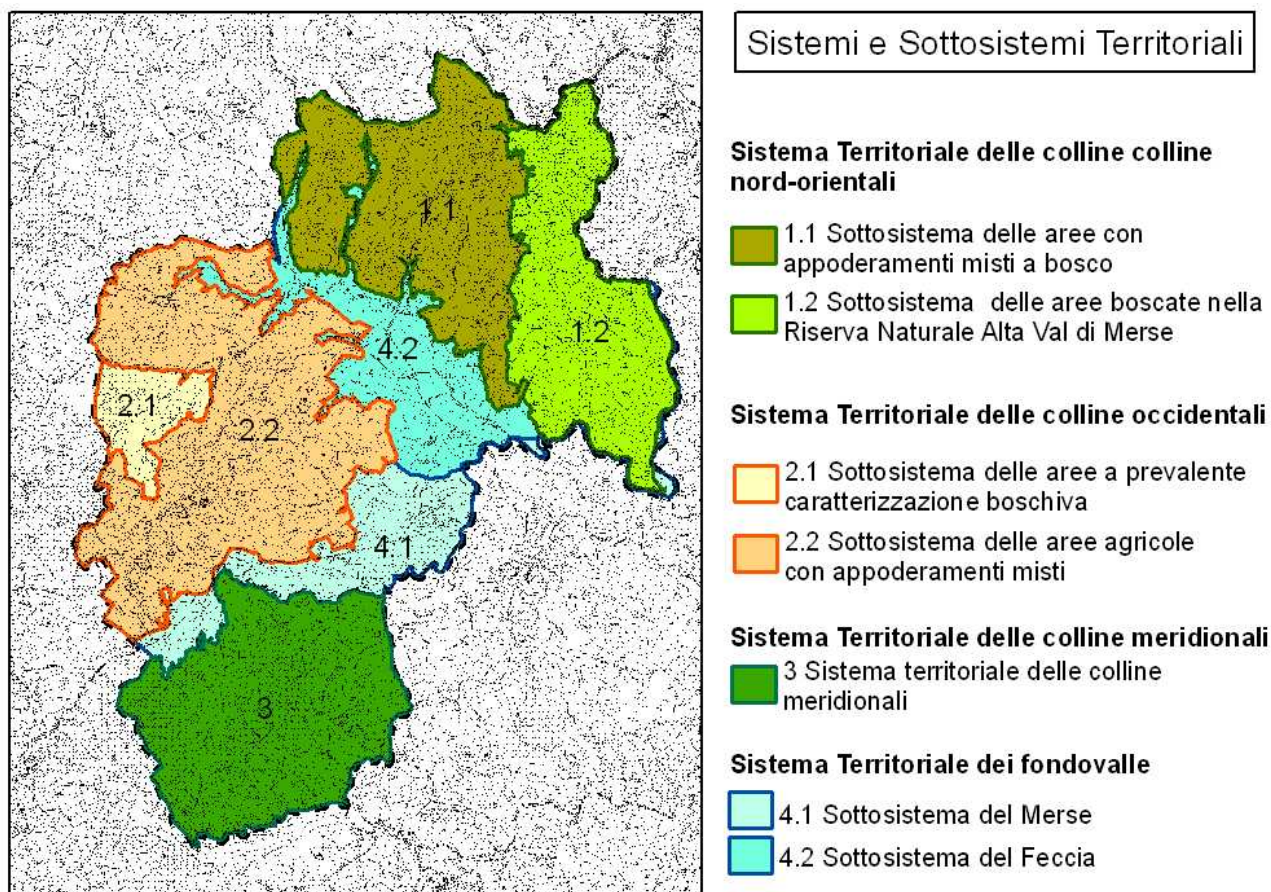 Sistemi e Sottosistemi Territoriali
Sistema Territoriale delle colline colline
nord-orientali
1.1 Sottosistema delle aree con
appoderamenti misti a bosco
1.2 Sottosistema delle aree boscate nella
Riserva Naturale Alta Val di Merse
Sistema Territoriale delle colline occidentali
2.1 Sottosistema delle aree a prevalente
caratterizzazione boschiva
2.2 Sottosistema delle aree agricole
con appoderamenti misti
Sistema Territoriale delle colline meridionali
3 Sistema territoriale delle colline
meridionali
Sistema Territoriale dei fondovalle
4.1 Sottosistema del Merse
4.2 Sottosistema del Feccia
1.1
1.2
4.2
2.1
2.2
4.1
3